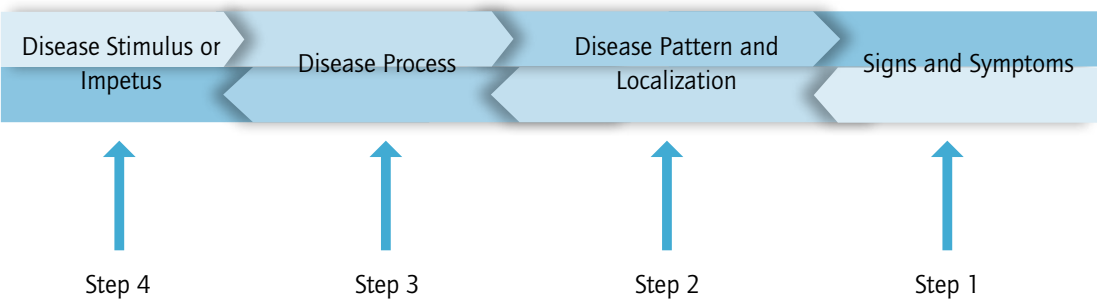 Disease Stimulus or
Impetus
Disease Process
Disease Pattern and
Localization
Signs and Symptoms
Step 4
Step 3
Step 2
Step 1